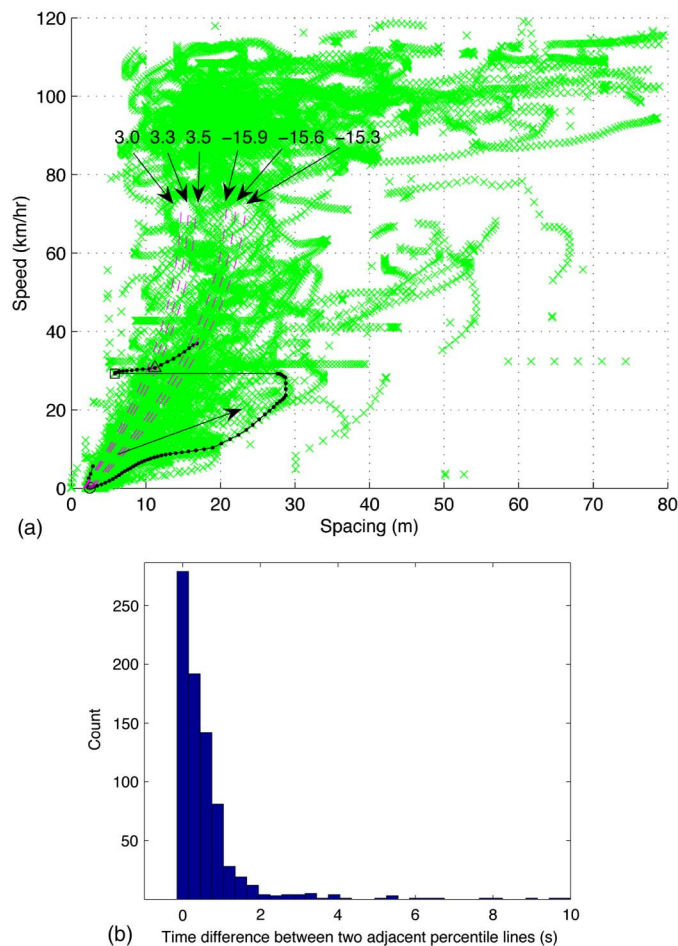 120
100
80
60
40
20
0
Speed (km/hr)
3.0 3.3 3.5 −15.9 −15.6 −15.3
0 10 20 30 40 50 60 70 80
Spacing (m)
(a)
250
200
150
100
50
Count
0 2 4 6 8 10
Time difference between two adjacent percentile lines (s)
(b)